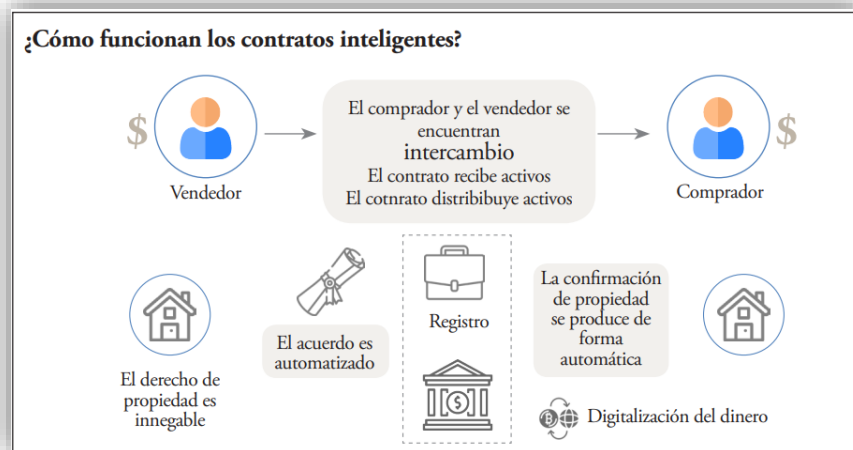 ¿Cómo funcionan los contratos inteligentes?
$
Vendedor
El comprador y el vendedor se
encuentran
intercambio
El contrato recibe activos
El cotnrato distribibuye activos
$
Comprador
El derecho de
propiedad es
innegable
El acuerdo es
automatizado
Registro
$
La confirmación
de propiedad
se produce de
forma
automática
B
Digitalización del dinero